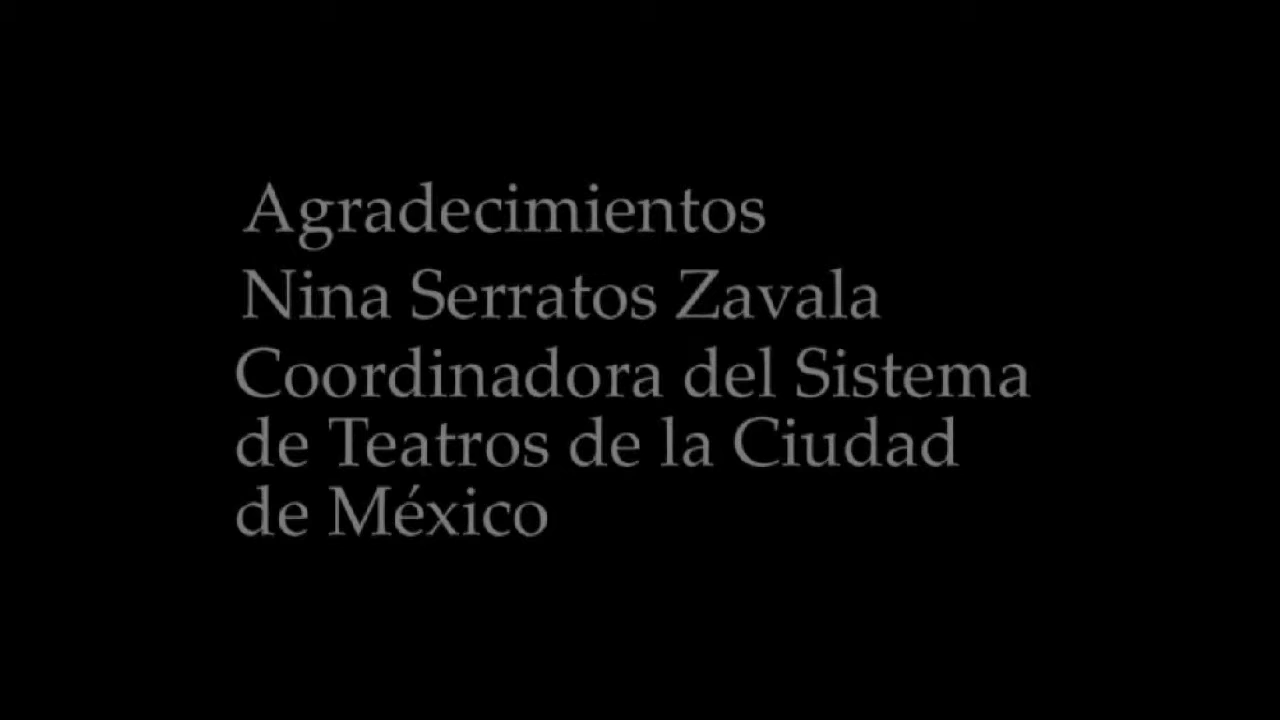 Agradecimientos
Nina Serratos Zavala
Coordinadora del Sistema
de Teatros de la Ciudad
de México